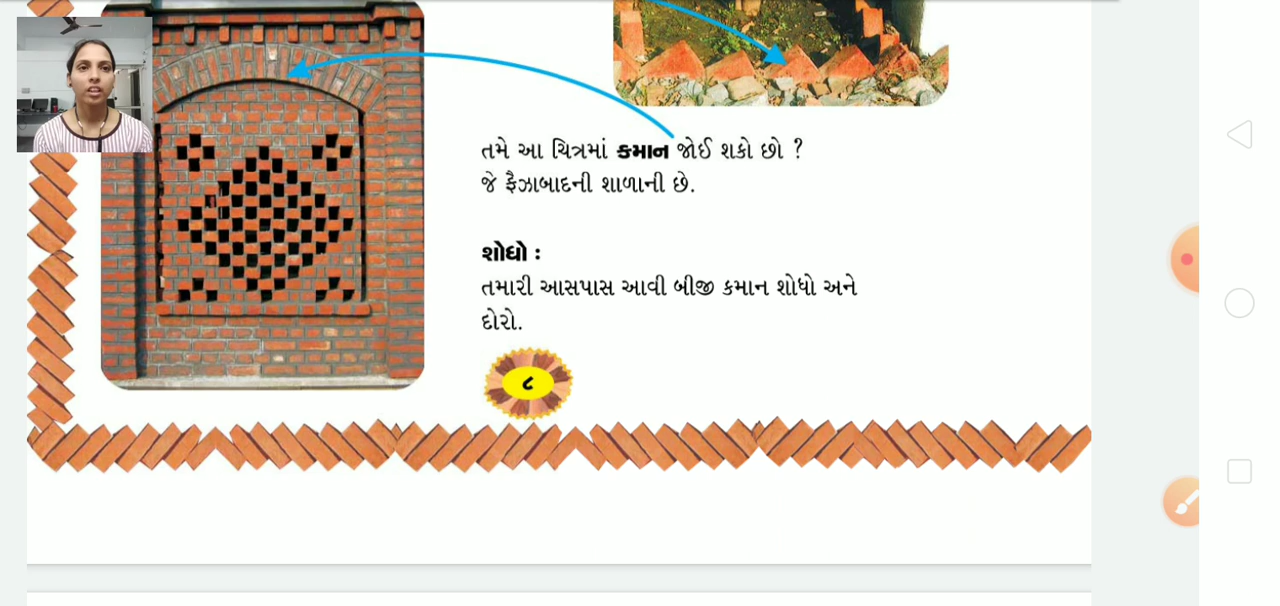 તમે આ ચિત્રમાં કમાન જોઈ શકો છો ?
જે ફૈઝાબાદની શાળાની છે.
શોધો :
તમારી આસપાસ આવી બીજી કમાન શોધો અને
દોરો.
૮